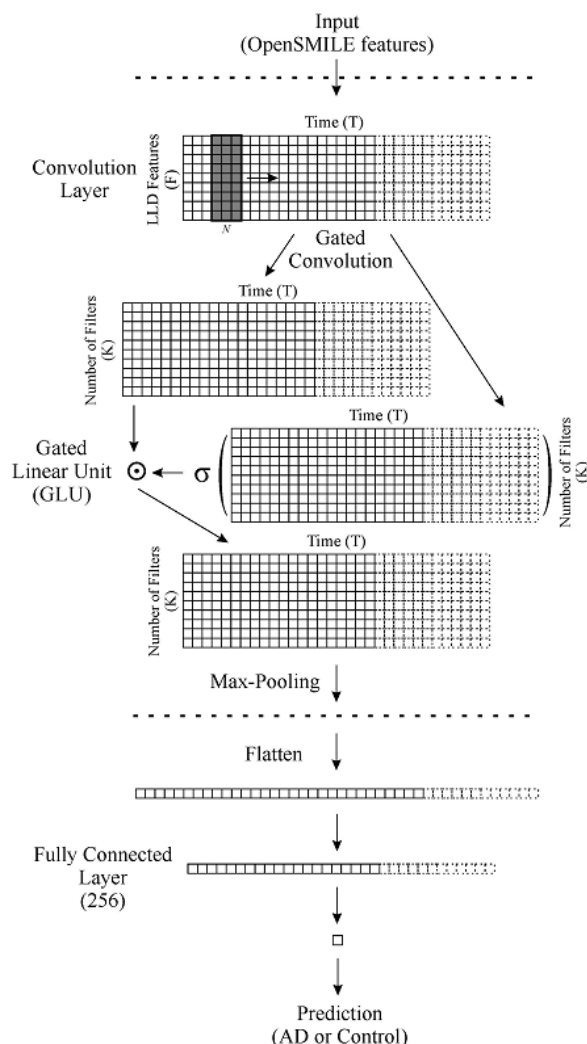 Input
(OpenSMILE features)
Time (T)
Convolution
Layer
LLD Features
(F)
N
Gated
Convolution
Time (T)
Number of Filters
(K)
Time (T)
Gated
Linear Unit
(GLU)
σ
Number of Filters
(K)
Time (T)
Number of Filters
(K)
Max-Pooling
Flatten
Fully Connected
Layer
(256)
Prediction
(AD or Control)